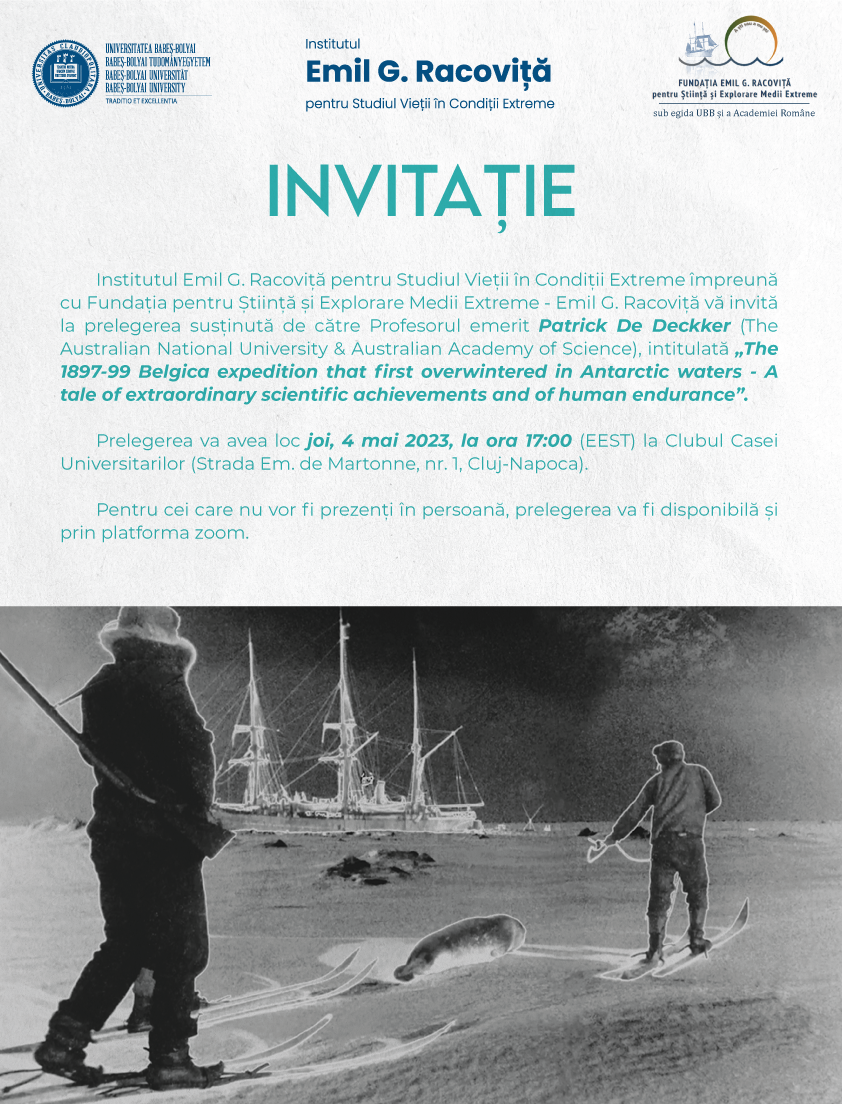 UNIVERSITATEA BABEȘ-BOLYAI
BABEȘ-BOLYAI TUDOMÁNYEGYETEM
BABEȘ-BOLYAI UNIVERSITÄT
BABEȘ-BOLYAI UNIVERSITY
TRADITIO ET EXCELLENTIA
Institutul
Emil G. Racoviță
pentru Studiul Vieții în Condiții Extreme
FUNDAȚIA EMIL G. RACOVIȚĂ
pentru Știință și Explorare Medii Extreme
sub egida UBB și a Academiei Române
INVITAȚIE
Institutul Emil G. Racoviță pentru Studiul Vieții în Condiții Extreme împreună
cu Fundația pentru Știință și Explorare Medii Extreme - Emil G. Racoviță vă invită
la prelegerea susținută de către Profesorul emerit Patrick De Deckker (The
Australian National University & Australian Academy of Science), intitulată „The
1897-99 Belgica expedition that first overwintered in Antarctic waters - A
tale of extraordinary scientific achievements and of human endurance”.
Prelegerea va avea loc joi, 4 mai 2023, la ora 17:00 (EEST) la Clubul Casei
Universitarilor (Strada Em. de Martonne, nr. 1, Cluj-Napoca).
Pentru cei care nu vor fi prezenți în persoană, prelegerea va fi disponibilă și
prin platforma zoom.